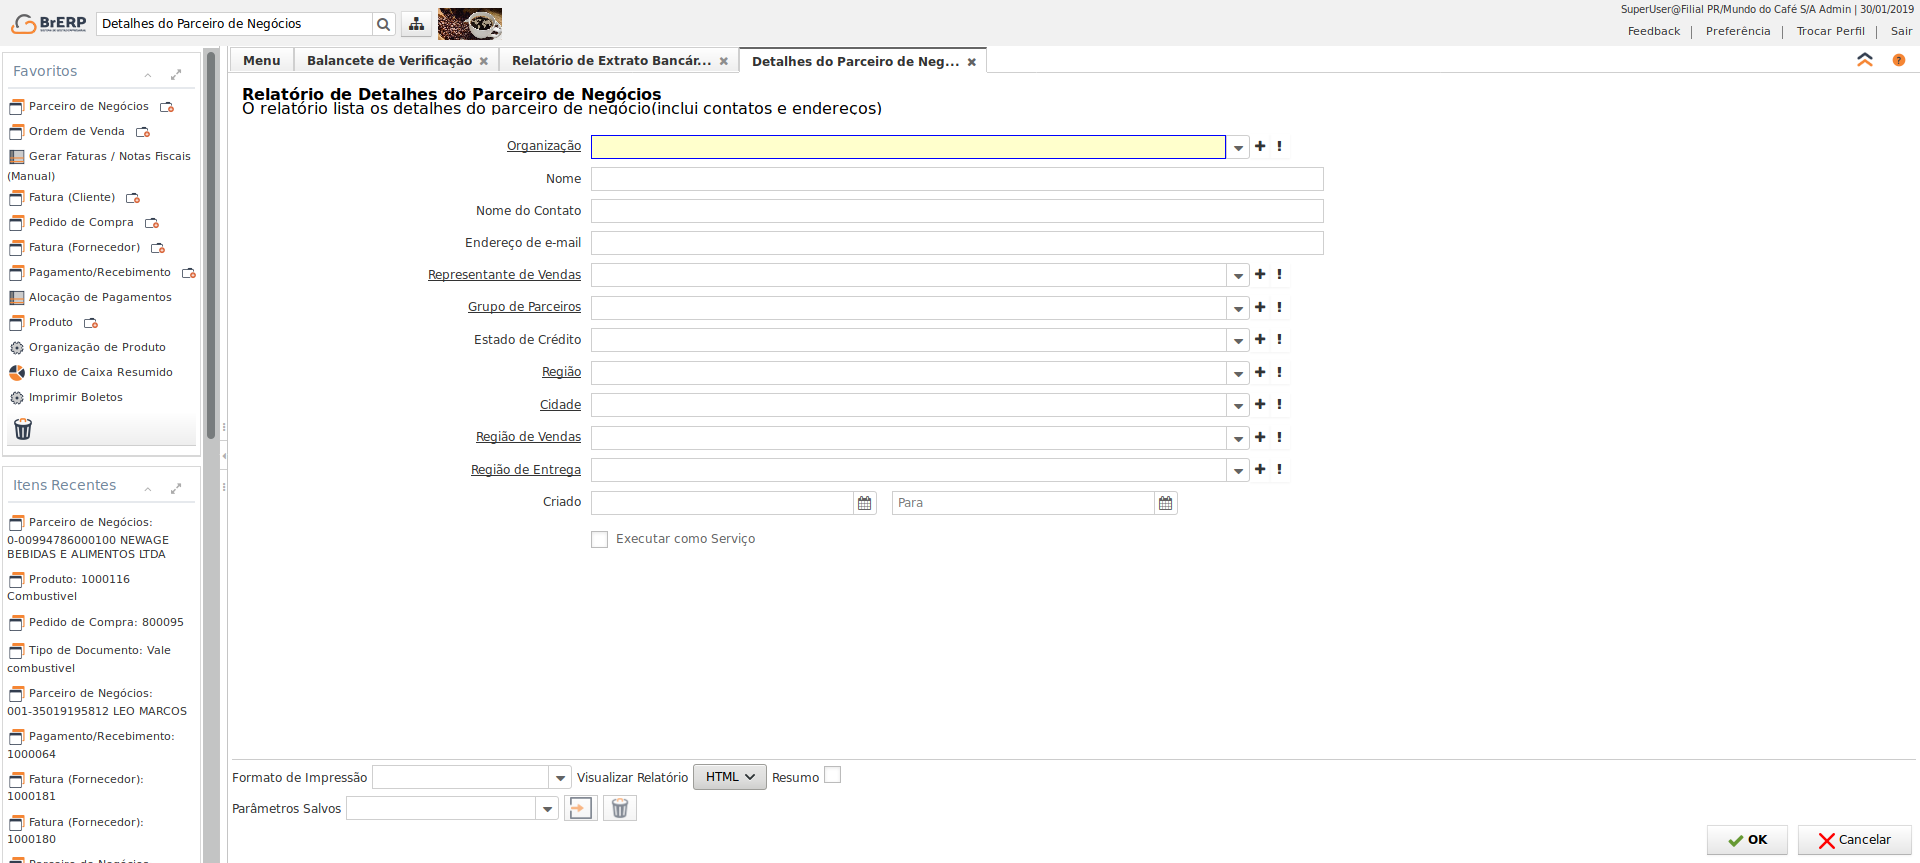 BrERP
Detalhes do Parceiro de Negócios
SuperUser@Filial PR/Mundo do Café S/A Admin | 30/01/2019
Feedback | Preferência | Trocar Perfil | Sair
Favoritos
Parceiro de Negócios
Ordem de Venda
Gerar Faturas / Notas Fiscais
(Manual)
Fatura (Cliente)
Pedido de Compra
Fatura (Fornecedor)
Pagamento/Recebimento
Alocação de Pagamentos
Produto
Organização de Produto
Fluxo de Caixa Resumido
Imprimir Boletos
Itens Recentes
Parceiro de Negócios:
0-00994786000100 NEWAGE
BEBIDAS E ALIMENTOS LTDA
Produto: 1000116
Combustivel
Pedido de Compra: 800095
Tipo de Documento: Vale
combustivel
Parceiro de Negócios:
001-35019195812 LEO MARCOS
Pagamento/Recebimento:
1000064
Fatura (Fornecedor):
1000181
Fatura (Fornecedor):
1000180
Parceiro de Negócios
Menu
Balancete de Verificação
Relatório de Extrato Bancár...
Detalhes do Parceiro de Neg...
Relatório de Detalhes do Parceiro de Negócios
O relatório lista os detalhes do parceiro de negócio(inclui contatos e endereços)
Organização
Nome
Nome do Contato
Endereço de e-mail
Representante de Vendas
Grupo de Parceiros
Estado de Crédito
Região
Cidade
Região de Vendas
Região de Entrega
Criado Para
Executar como Serviço
Formato de Impressão Visualizar Relatório HTML Resumo
Parâmetros Salvos
OK Cancelar